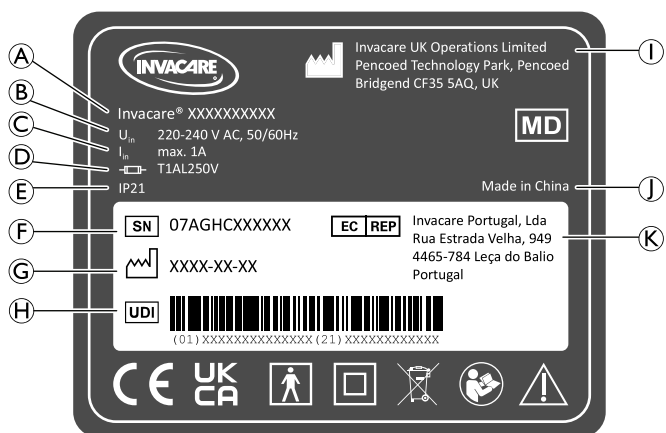 INVACARE
Invacare UK Operations Limited
Pencoed Technology Park, Pencoed
Bridgend CF35 5AQ, UK
A
B
C
D
E
Invacare® XXXXXXXXXX
Uin 220-240 V AC, 50/60Hz
Iin max. 1A
T1AL250V
IP21
MD
Made in China
I
J
K
F
G
H
SN 07AGHCXXXXXX
XXXX-XX-XX
EC REP
Invacare Portugal, Lda
Rua Estrada Velha, 949
4465-784 Leça do Balio
Portugal
UDI
(01)XXXXXXXXXXXXXX(21)XXXXXXXXXXXX
CE
UK
CA